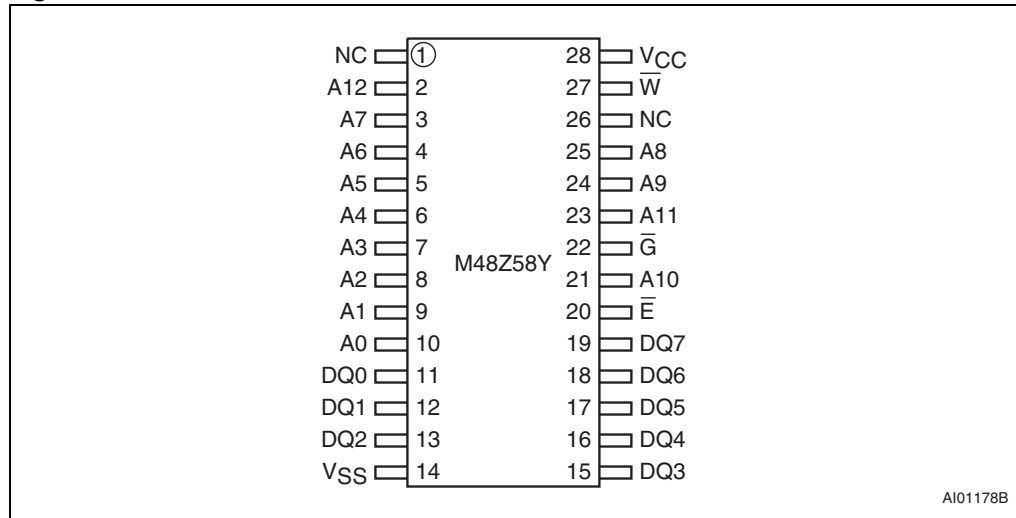 NC 1 28 VCC
A12 2 27 W̅
A7 3 26 NC
A6 4 25 A8
A5 5 24 A9
A4 6 23 A11
A3 7 22 G̅
M48Z58Y
A2 8 21 A10
A1 9 20 E̅
A0 10 19 DQ7
DQ0 11 18 DQ6
DQ1 12 17 DQ5
DQ2 13 16 DQ4
VSS 14 15 DQ3
AI01178B